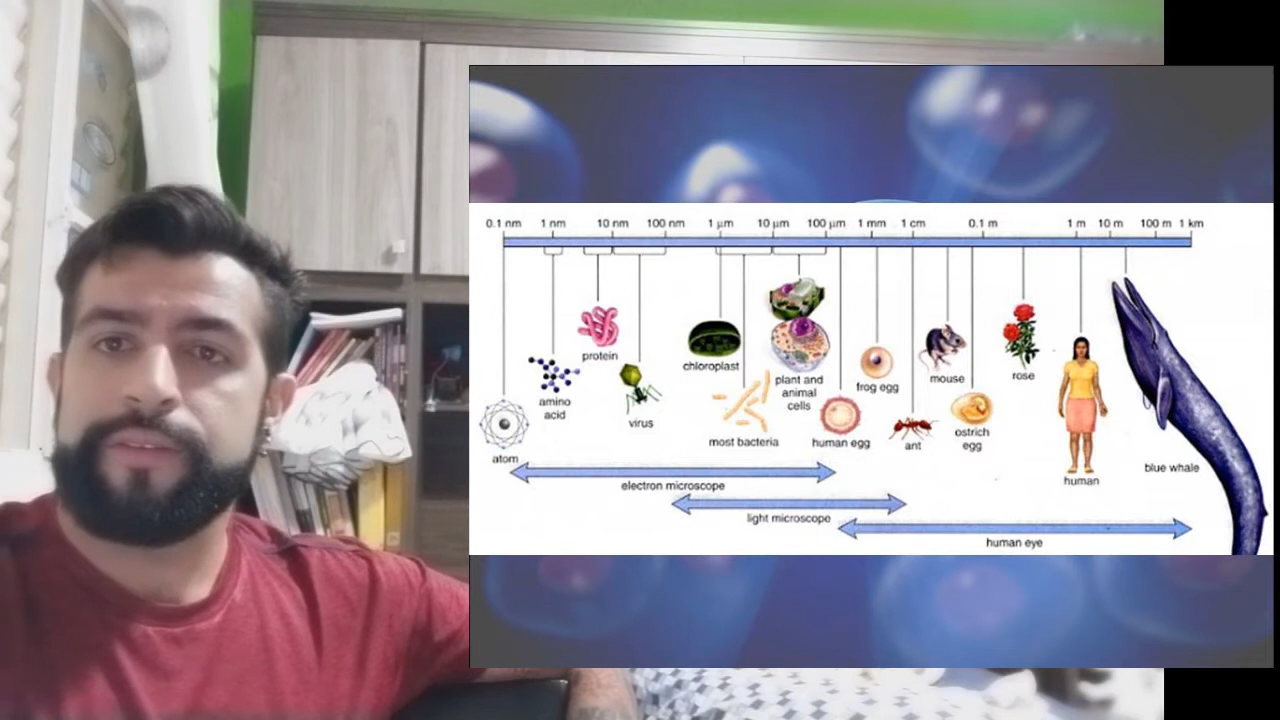 0.1 nm 1 nm 10 nm 100 nm 1 µm 10 µm 100 µm 1 mm 1 cm 0.1 m 1 m 10 m 100 m 1 km
protein
chloroplast
plant and
animal
cells
frog egg
mouse
rose
amino
acid
virus
most bacteria
human egg
ant
ostrich
egg
atom
human
blue whale
electron microscope
light microscope
human eye